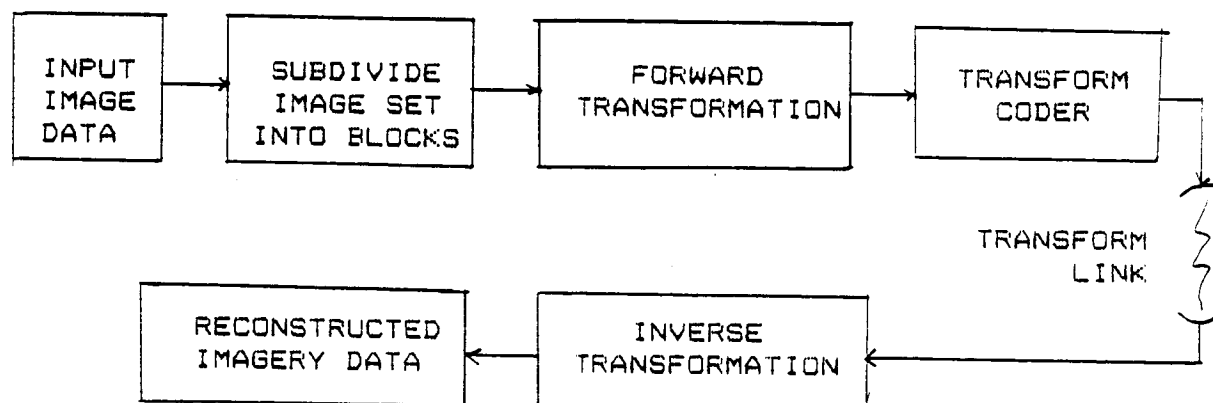 INPUT
IMAGE
DATA
SUBDIVIDE
IMAGE SET
INTO BLOCKS
FORWARD
TRANSFORMATION
TRANSFORM
CODER
TRANSFORM
LINK
RECONSTRUCTED
IMAGERY DATA
INVERSE
TRANSFORMATION